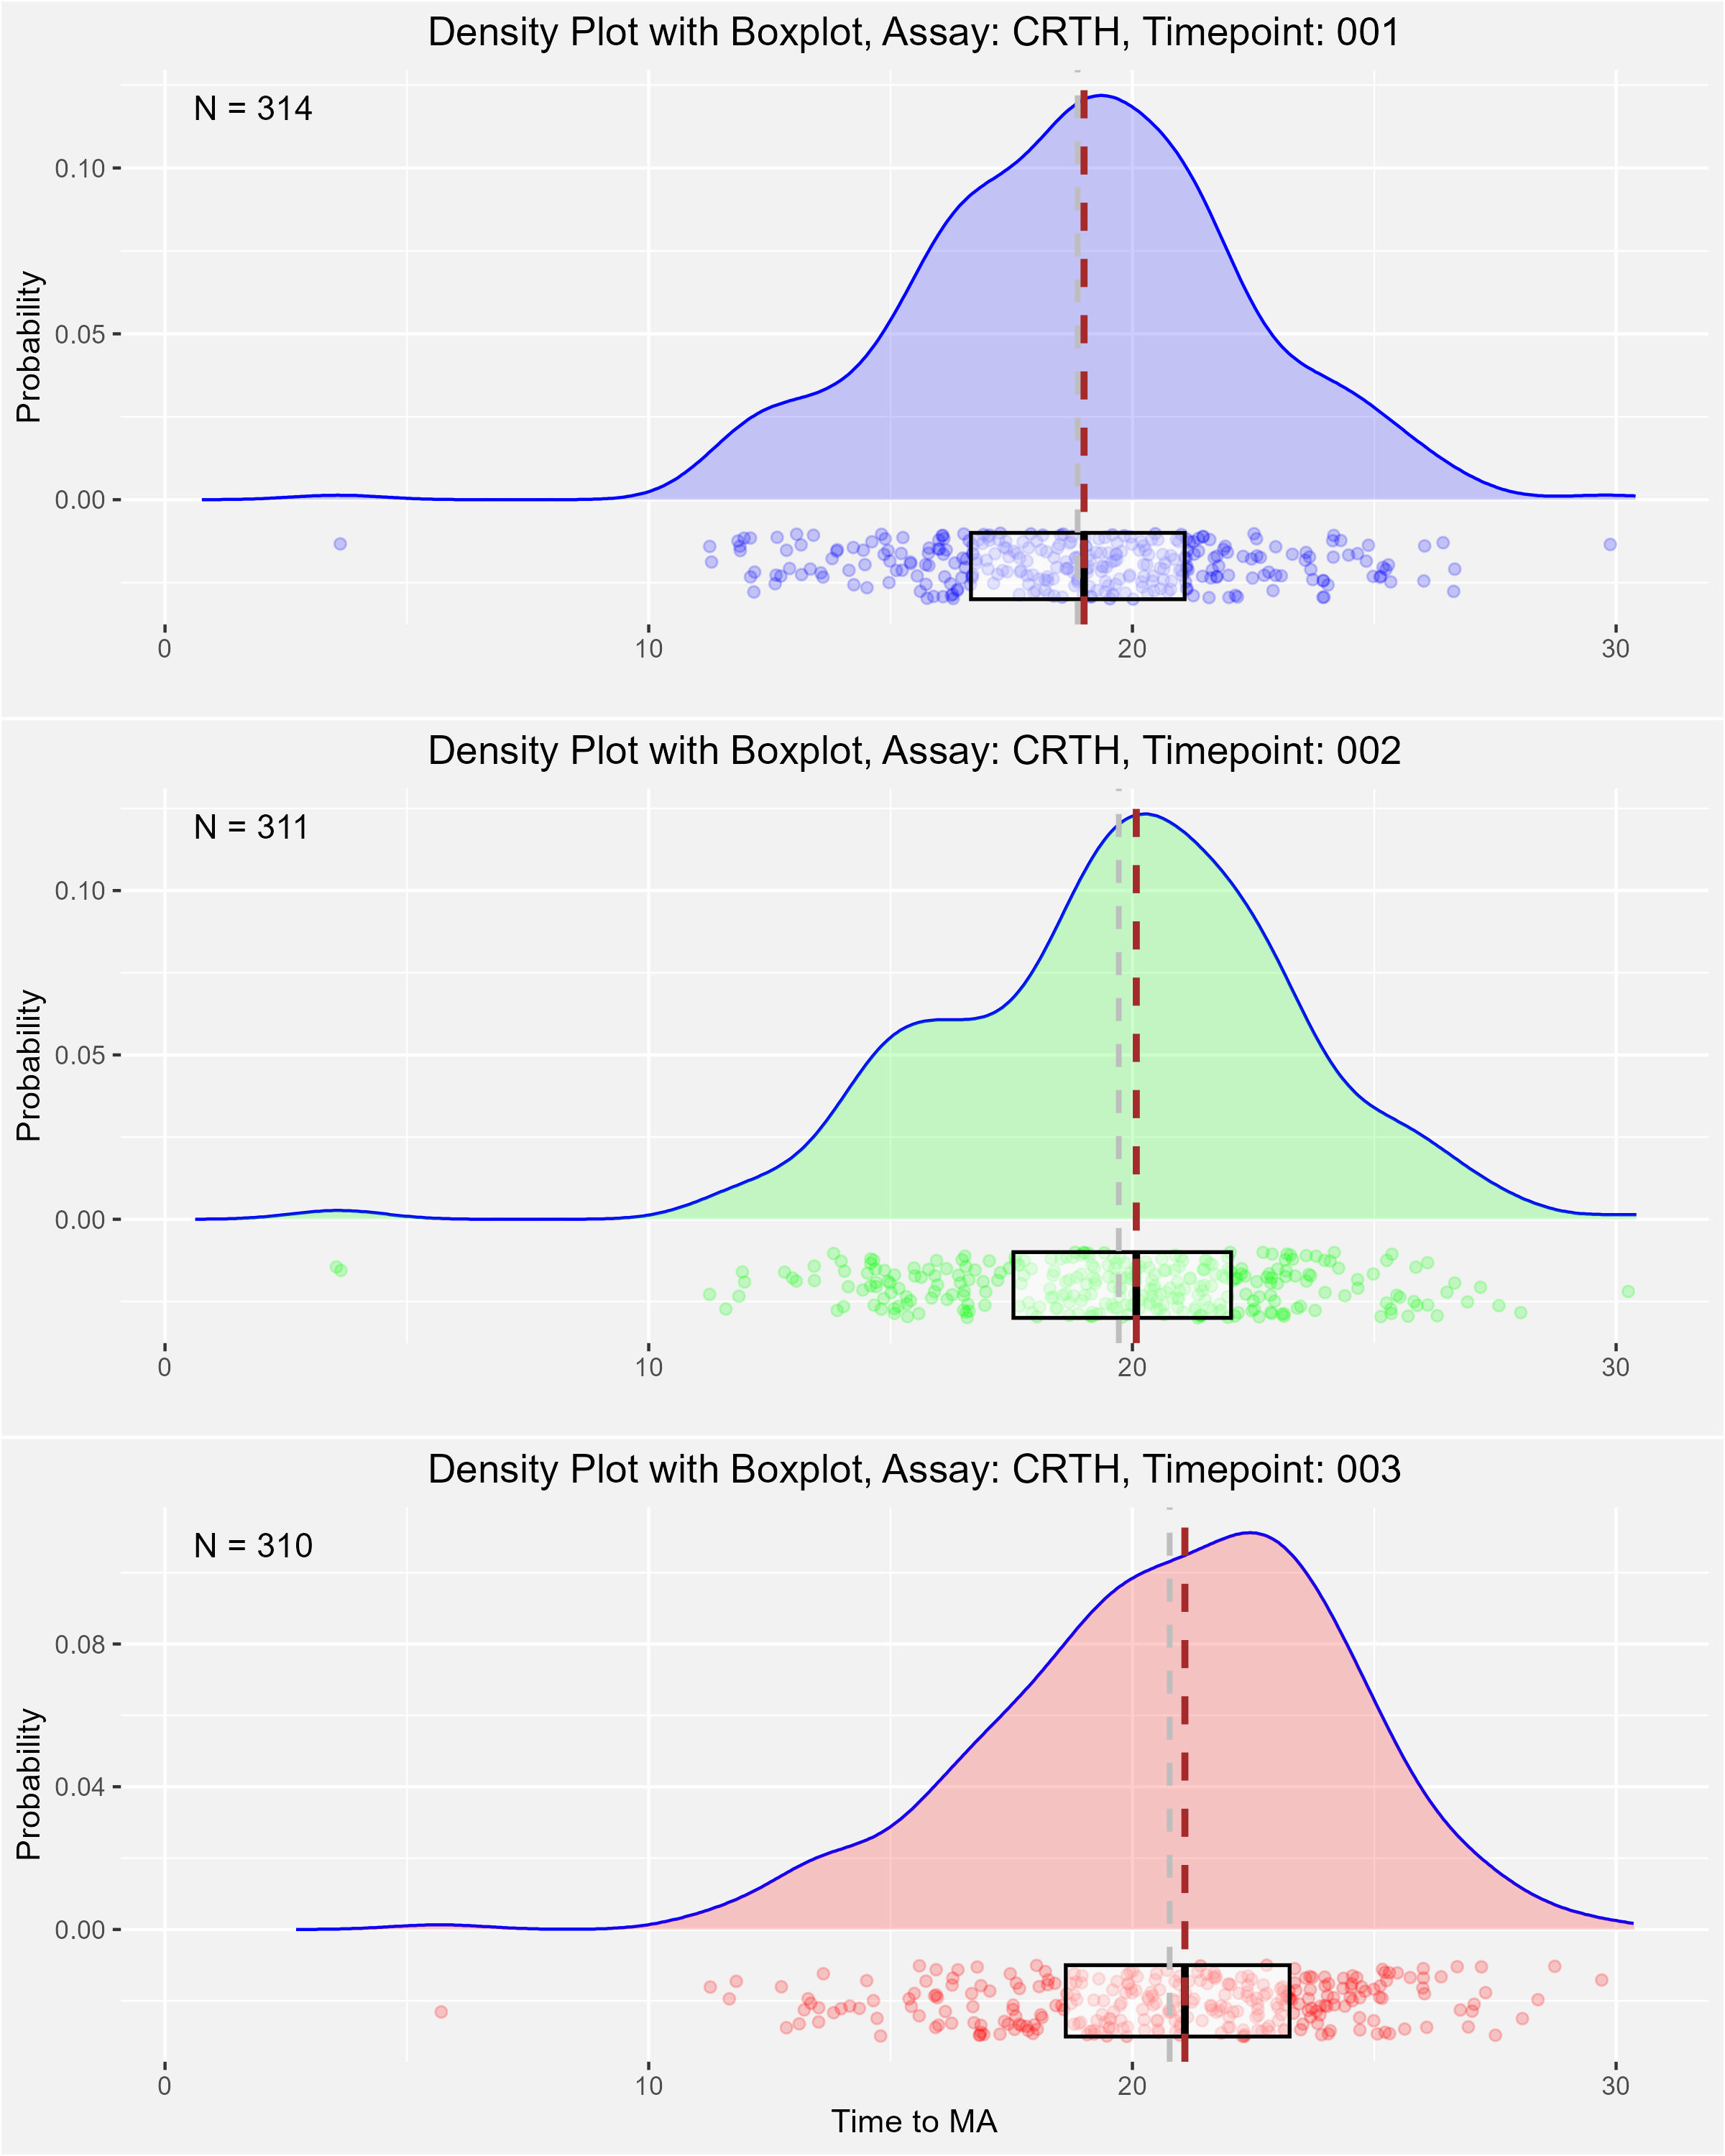 Density Plot with Boxplot, Assay: CRTH, Timepoint: 001
N = 314
0.10
0.05
0.00
Probability
0 10 20 30
Density Plot with Boxplot, Assay: CRTH, Timepoint: 002
N = 311
0.10
0.05
0.00
Probability
0 10 20 30
Density Plot with Boxplot, Assay: CRTH, Timepoint: 003
N = 310
0.08
0.04
0.00
Probability
0 10 20 30
Time to MA